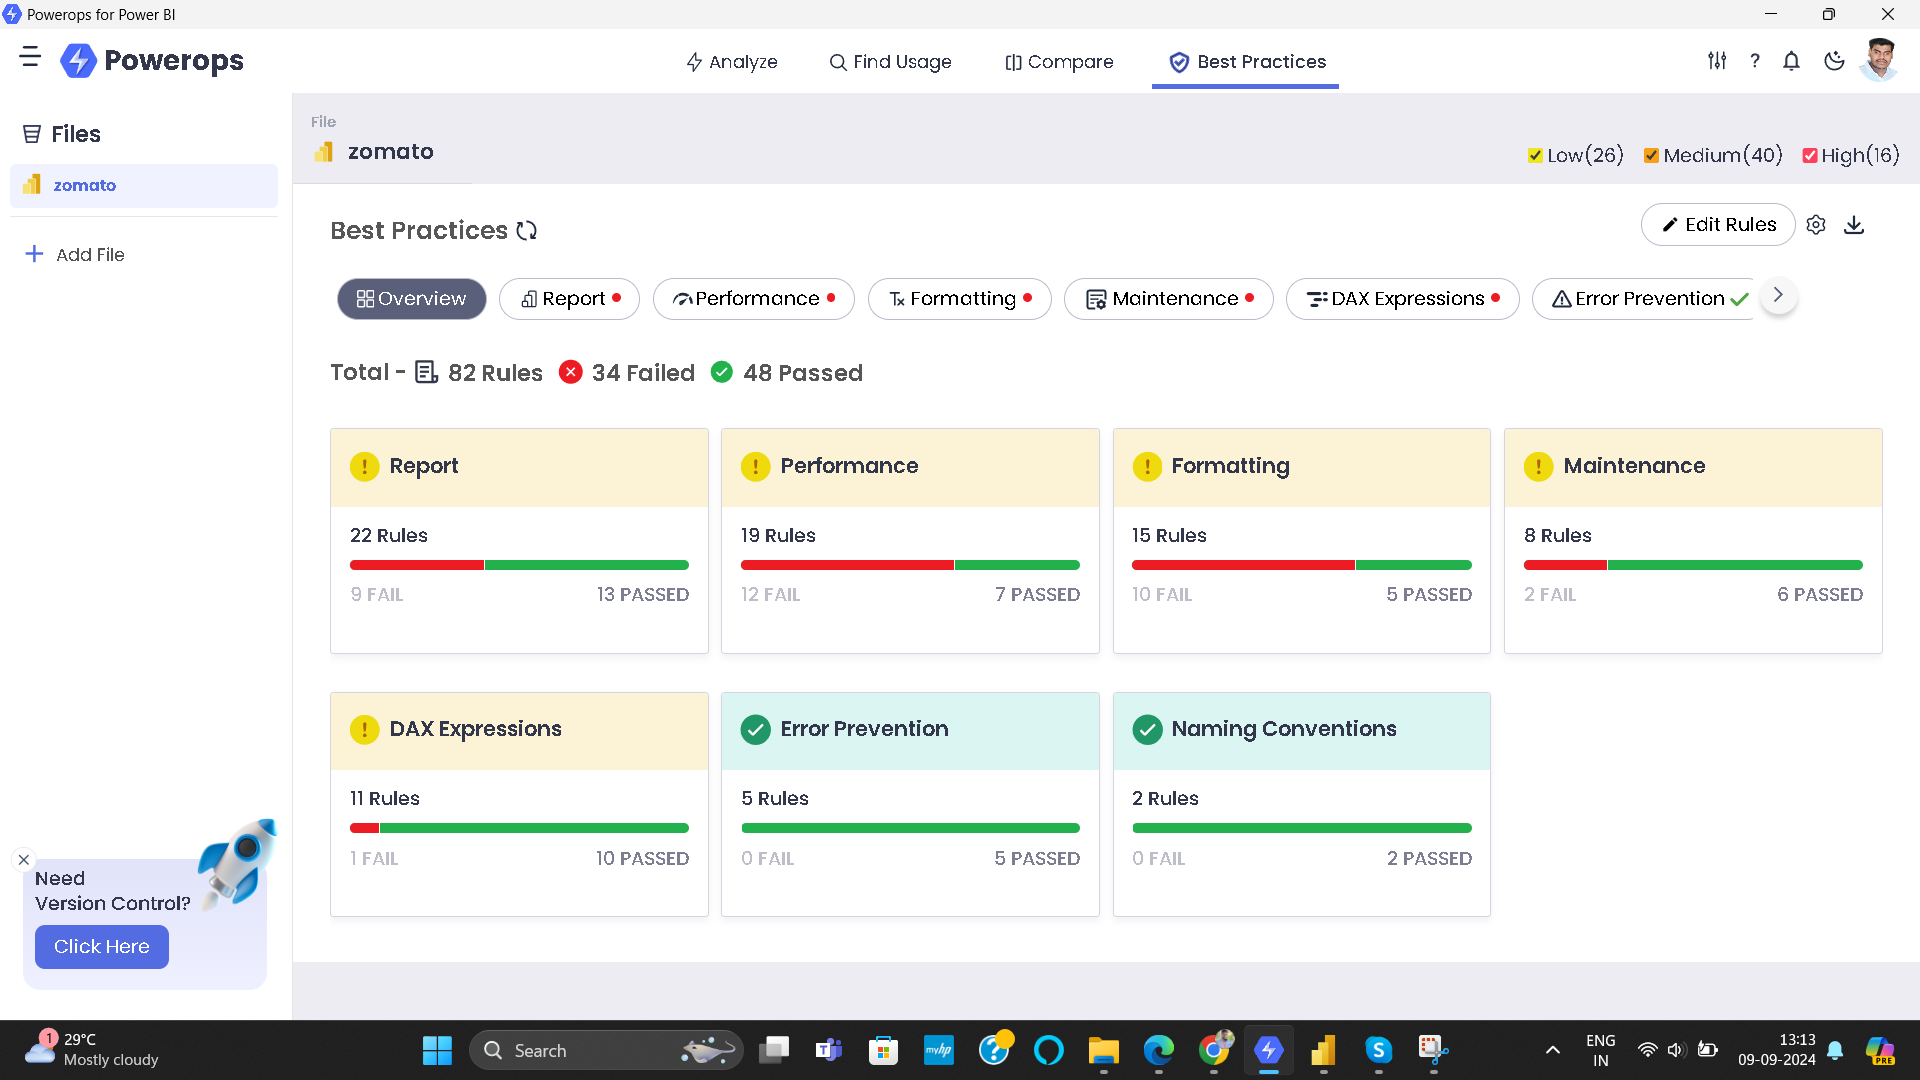 Powerops for Power BI
Powerops
Analyze
Find Usage
Compare
Best Practices
?
Files
zomato
Add File
File
zomato
Low(26)
Medium(40)
High(16)
Best Practices
Edit Rules
Overview
Report
Performance
Tx Formatting
Maintenance
DAX Expressions
Error Prevention
Total - 82 Rules 34 Failed 48 Passed
! Report
22 Rules
9 FAIL 13 PASSED
! Performance
19 Rules
12 FAIL 7 PASSED
! Formatting
15 Rules
10 FAIL 5 PASSED
! Maintenance
8 Rules
2 FAIL 6 PASSED
! DAX Expressions
11 Rules
1 FAIL 10 PASSED
Error Prevention
5 Rules
0 FAIL 5 PASSED
Naming Conventions
2 Rules
0 FAIL 2 PASSED
Need
Version Control?
Click Here
1
29°C
Mostly cloudy
Search
myhp
?
S
ENG
IN
13:13
09-09-2024
PRE